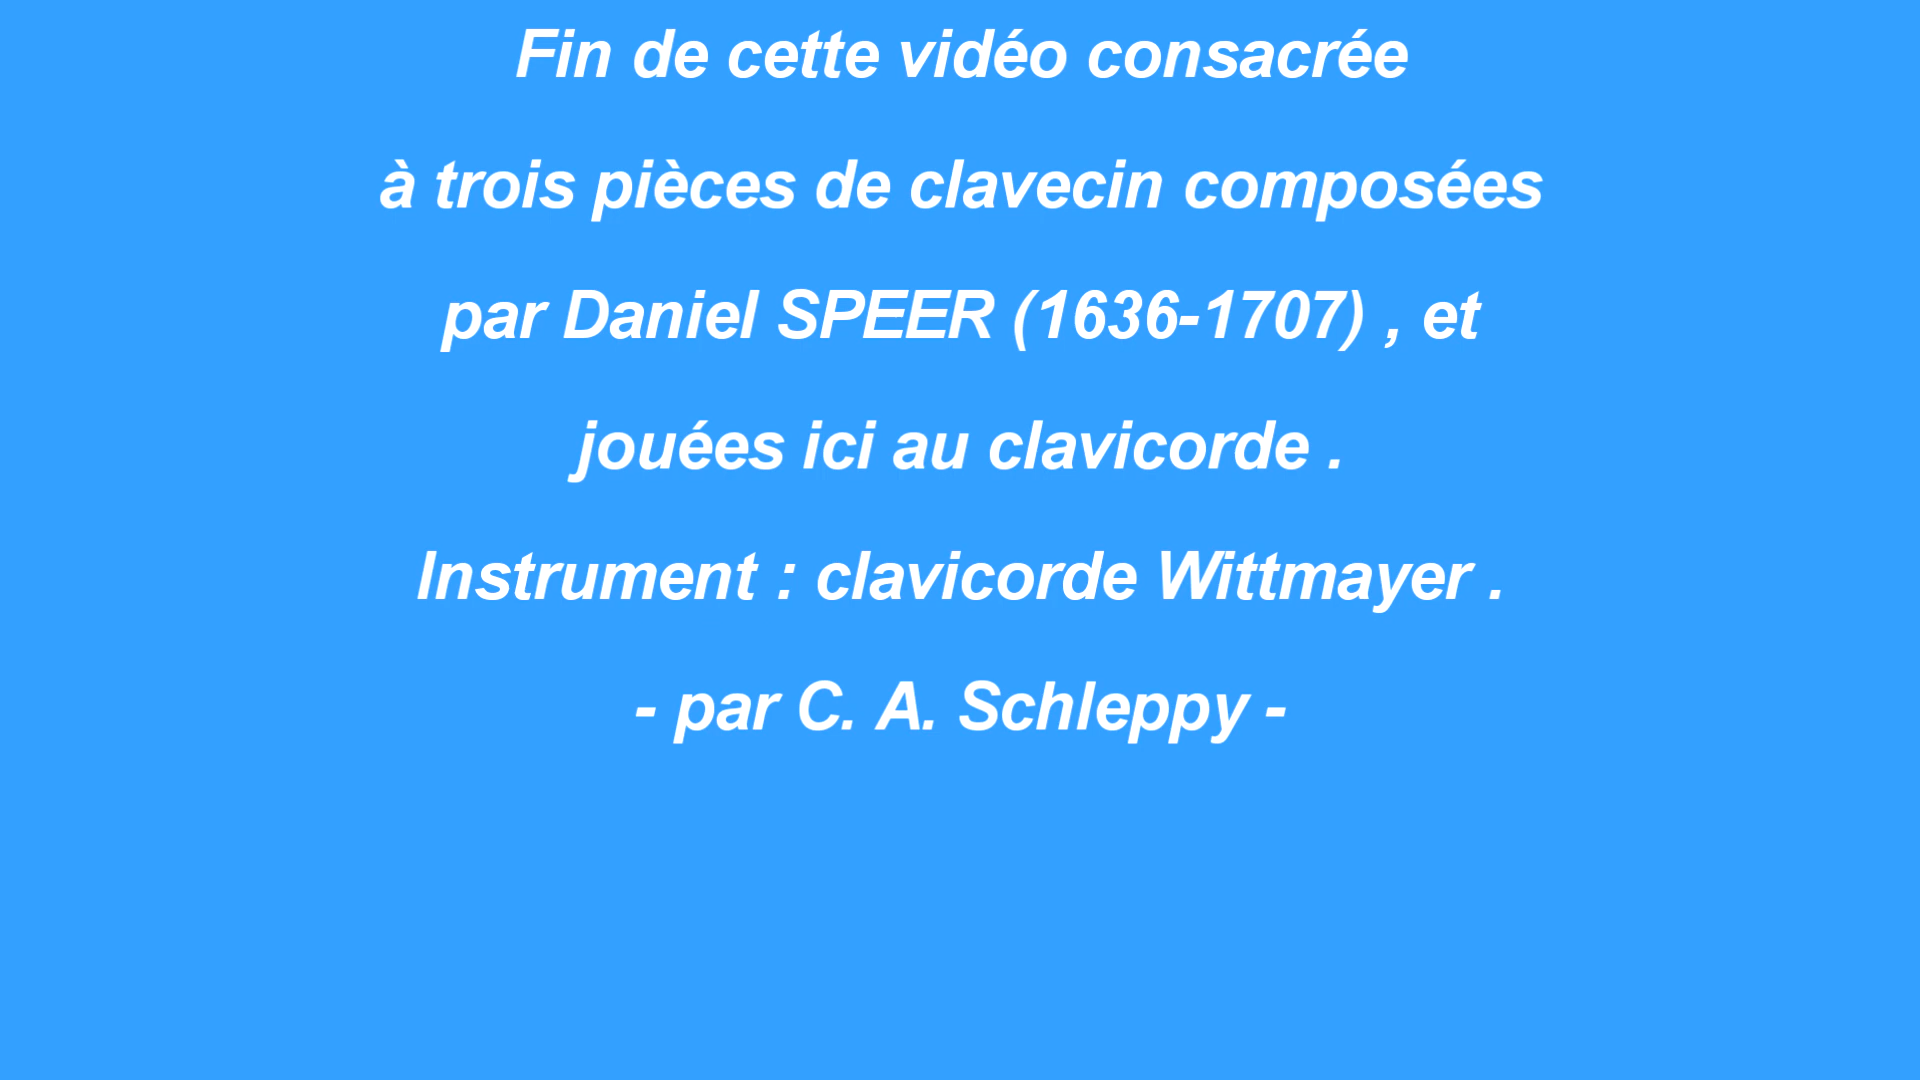 Fin de cette vidéo consacrée
à trois pièces de clavecin composées
par Daniel SPEER (1636-1707) , et
jouées ici au clavicorde .
Instrument : clavicorde Wittmayer .
- par C. A. Schleppy -